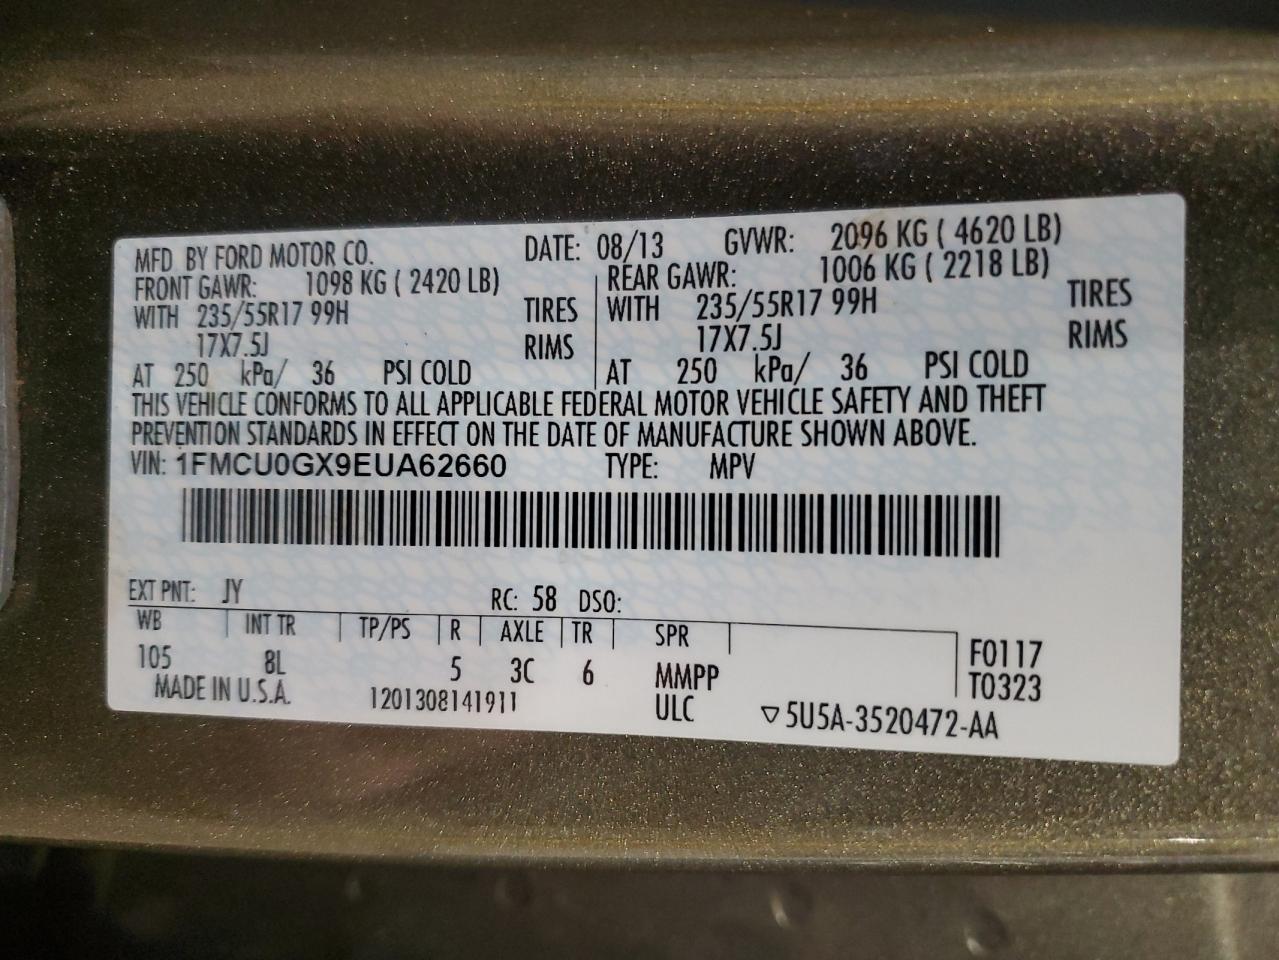 MFD BY FORD MOTOR CO. DATE: 08/13 GVWR: 2096 KG ( 4620 LB)
FRONT GAWR: 1098 KG ( 2420 LB) REAR GAWR: 1006 KG ( 2218 LB)
WITH 235/55R17 99H TIRES WITH 235/55R17 99H TIRES
17X7.5J RIMS 17X7.5J RIMS
AT 250 kPa/ 36 PSI COLD AT 250 kPa/ 36 PSI COLD
THIS VEHICLE CONFORMS TO ALL APPLICABLE FEDERAL MOTOR VEHICLE SAFETY AND THEFT
PREVENTION STANDARDS IN EFFECT ON THE DATE OF MANUFACTURE SHOWN ABOVE.
VIN: 1FMCU0GX9EUA62660 TYPE: MPV
EXT PNT: JY RC: 58 DSO:
WB INT TR TP/PS R AXLE TR SPR F0117
105 8L 5 3C 6 MMPP T0323
MADE IN U.S.A. 1201308141911 ULC ▽5U5A-3520472-AA